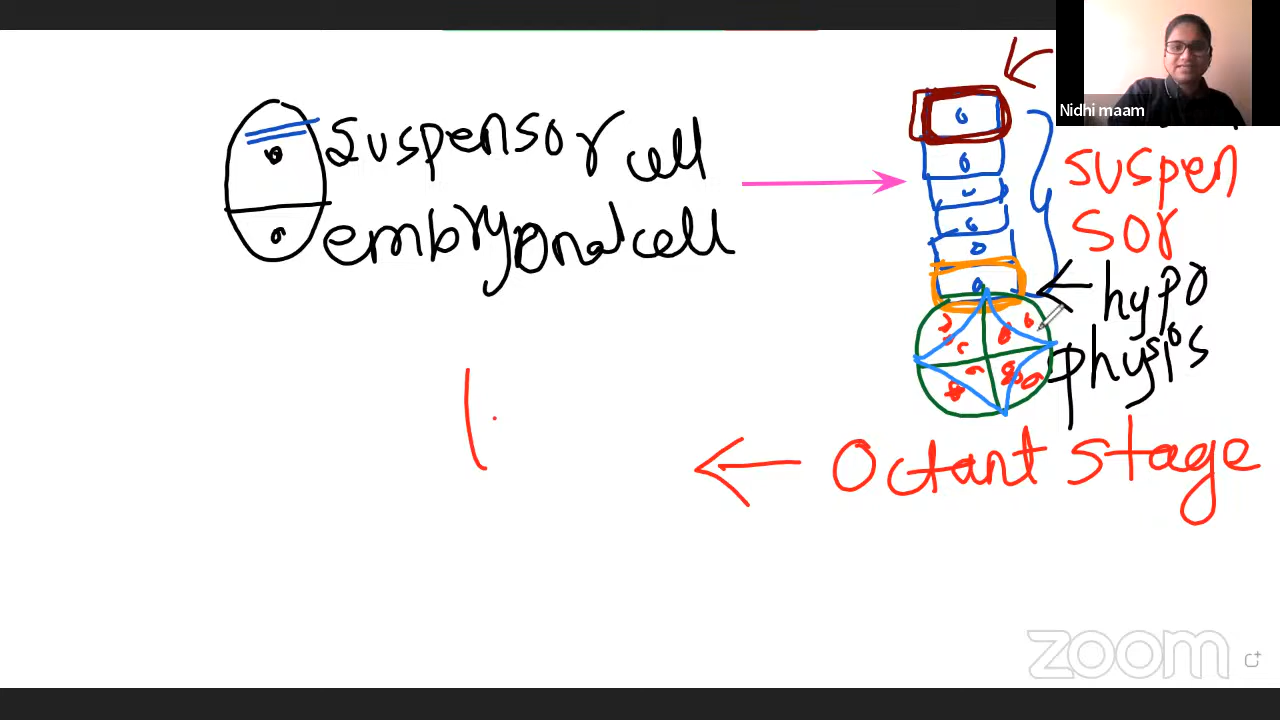 Nidhi maam
suspensor cell
embryonal cell
suspen
sor
hypo
physis
Octant stage
zoom